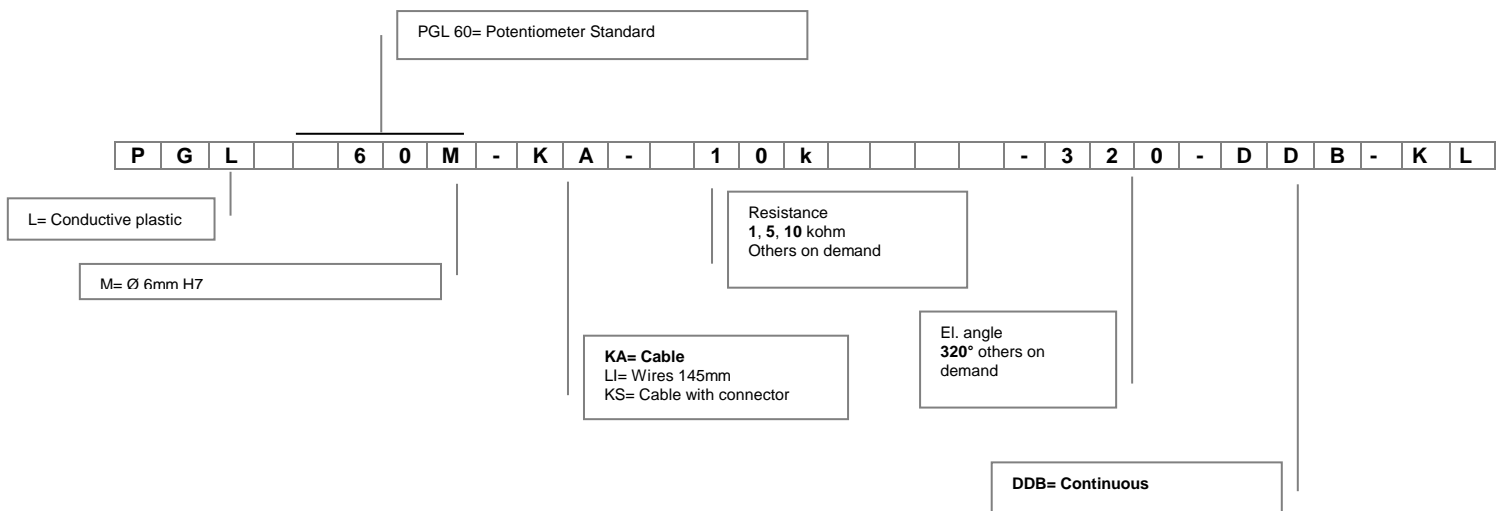 PGL 60= Potentiometer Standard
P G L 6 0 M - K A - 1 0 k - 3 2 0 - D D B - K L
L= Conductive plastic
M= Ø 6mm H7
Resistance
1, 5, 10 kohm
Others on demand
KA= Cable
LI= Wires 145mm
KS= Cable with connector
El. angle
320° others on
demand
DDB= Continuous